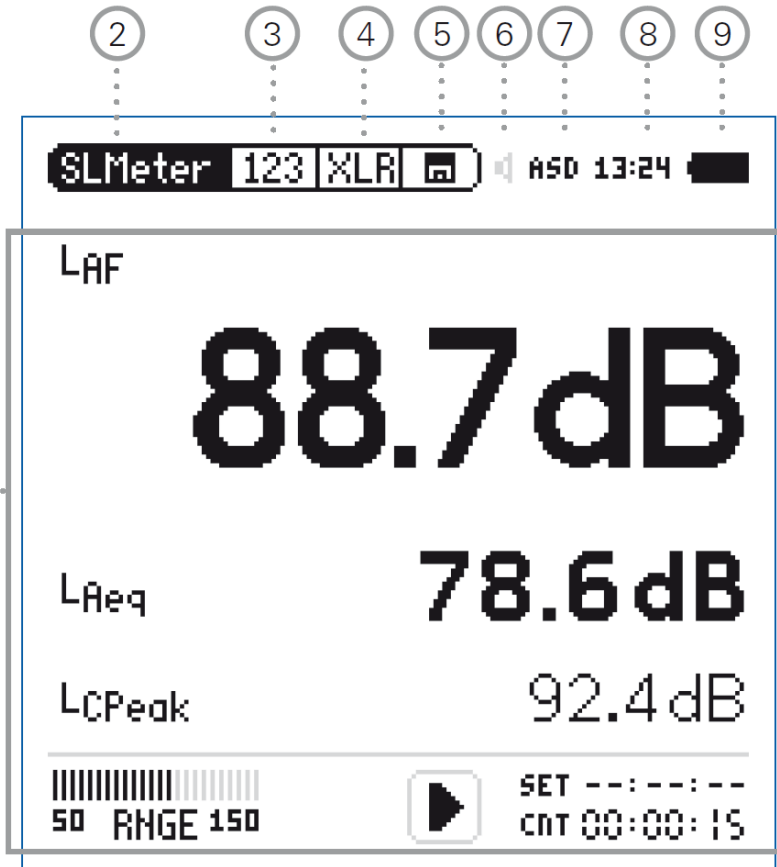 2 3 4 5 6 7 8 9
SLMeter 123 XLR ASD 13:24
LAF
88.7dB
LAeq
78.6dB
LCPeak
92.4dB
SET --:--:--
50 RNGE 150 CNT 00:00:15